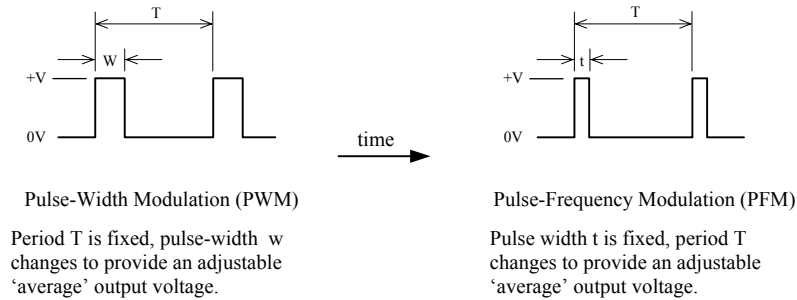 T
W
+V
0V
Pulse-Width Modulation (PWM)
Period T is fixed, pulse-width w
changes to provide an adjustable
‘average’ output voltage.
time
T
t
+V
0V
Pulse-Frequency Modulation (PFM)
Pulse width t is fixed, period T
changes to provide an adjustable
‘average’ output voltage.